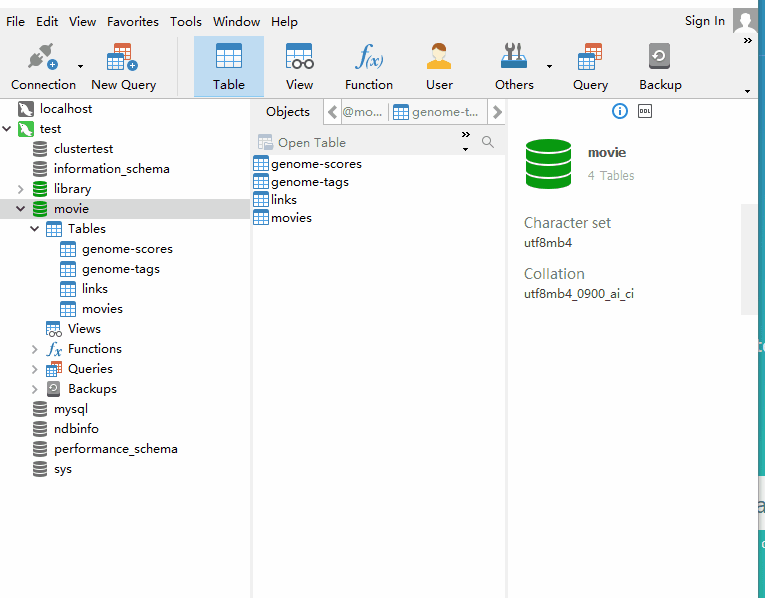 File Edit View Favorites Tools Window Help Sign In
Connection New Query Table View Function User Others Query Backup
localhost
test
clustertest
information_schema
library
movie
Tables
genome-scores
genome-tags
links
movies
Views
Functions
Queries
Backups
mysql
ndbinfo
performance_schema
sys
Objects @mo... genome-t...
Open Table
genome-scores
genome-tags
links
movies
DDL
movie
4 Tables
Character set
utf8mb4
Collation
utf8mb4_0900_ai_ci